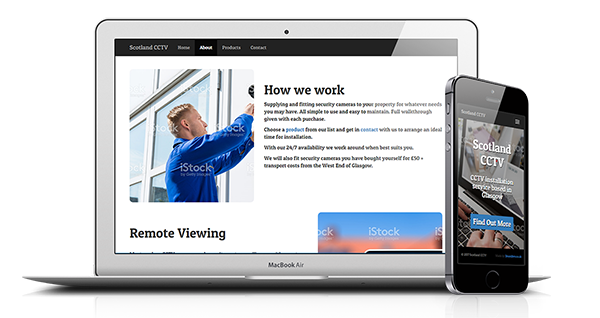 Scotland CCTV Home About Products Contact
How we work
Supplying and fitting security cameras to your property for whatever needs
you may have. All simple to use and easy to maintain. Full walkthrough
given with each purchase.
Choose a product from our list and get in contact with us to arrange an ideal
time for installation.
With our 24/7 availability we work around when best suits you.
We will also fit security cameras you have bought yourself for £50 +
transport costs from the West End of Glasgow.
iStock
by Getty Images
iStock
iStock
by Getty Images
Remote Viewing
iStock
MacBook Air
Scotland CCTV
Scotland
CCTV
CCTV installation
service based in
Glasgow
Find Out More